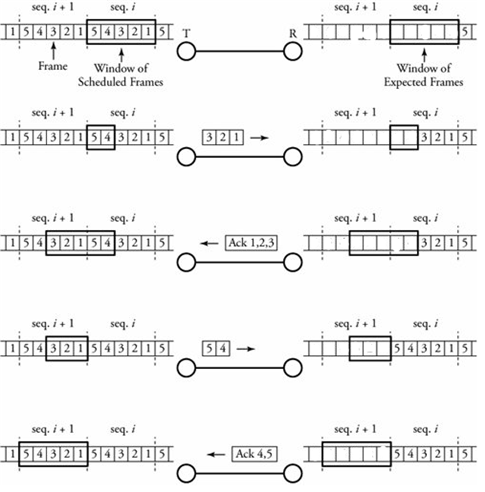 seq. i + 1 seq. i
T R
seq. i + 1 seq. i
1 5 4 3 2 1 5 4 3 2 1 5
5
Frame
Window of
Scheduled Frames
Window of
Expected Frames
seq. i + 1 seq. i
seq. i + 1 seq. i
1 5 4 3 2 1 5 4 3 2 1 5
3 2 1
3 2 1 5
seq. i + 1 seq. i
seq. i + 1 seq. i
1 5 4 3 2 1 5 4 3 2 1 5
Ack 1,2,3
3 2 1 5
seq. i + 1 seq. i
seq. i + 1 seq. i
1 5 4 3 2 1 5 4 3 2 1 5
5 4
5 4 3 2 1 5
seq. i + 1 seq. i
seq. i + 1 seq. i
1 5 4 3 2 1 5 4 3 2 1 5
Ack 4,5
5 4 3 2 1 5